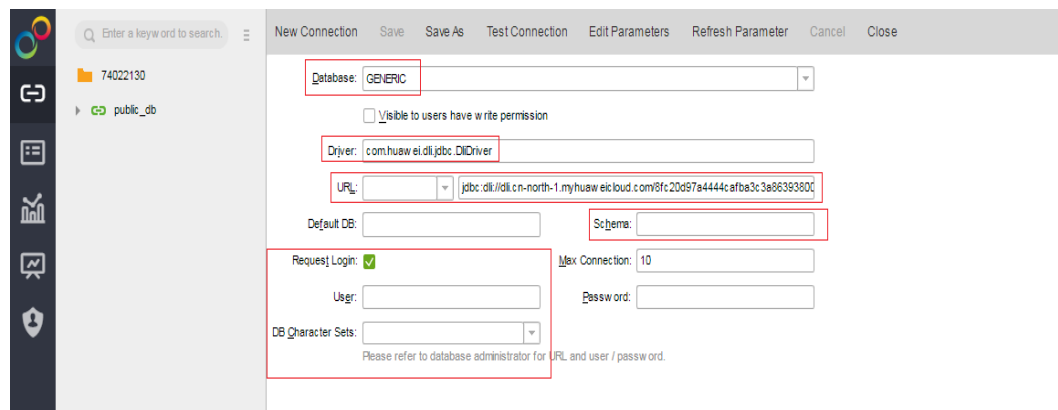 Enter a keyword to search.
New Connection Save Save As Test Connection Edit Parameters Refresh Parameter Cancel Close
74022130
public_db
Database: GENERIC
Visible to users have write permission
Driver: com.huawei.dli.jdbc.DliDriver
URL: jdbc:dli://dli.cn-north-1.myhuaweicloud.com/8fc20d97a4444cafba3c3a86393800
Default DB: Schema:
Request Login: Max Connection: 10
User: Password:
DB Character Sets:
Please refer to database administrator for URL and user / password.